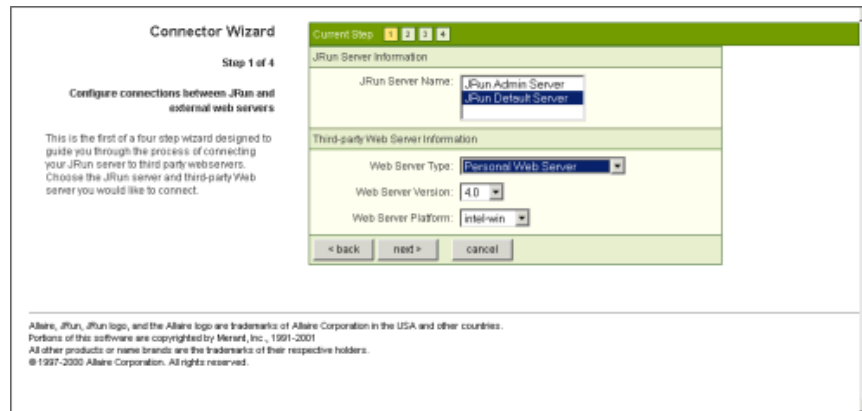 Connector Wizard
Step 1 of 4
Configure connections between JRun and
external web servers
This is the first of a four step wizard designed to
guide you through the process of connecting
your JRun server to third party webservers.
Choose the JRun server and third-party Web
server you would like to connect.
Current Step 1 2 3 4
JRun Server Information
JRun Server Name:
JRun Admin Server
JRun Default Server
Third-party Web Server Information
Web Server Type: Personal Web Server
Web Server Version: 4.0
Web Server Platform: intel-win
< back next > cancel
Allaire, JRun, JRun logo, and the Allaire logo are trademarks of Allaire Corporation in the USA and other countries.
Portions of this software are copyrighted by Merant, Inc., 1991-
2001
All other products or name brands are the trademarks of their respective holders.
© 1997-2000 Allaire Corporation. All rights reserved.